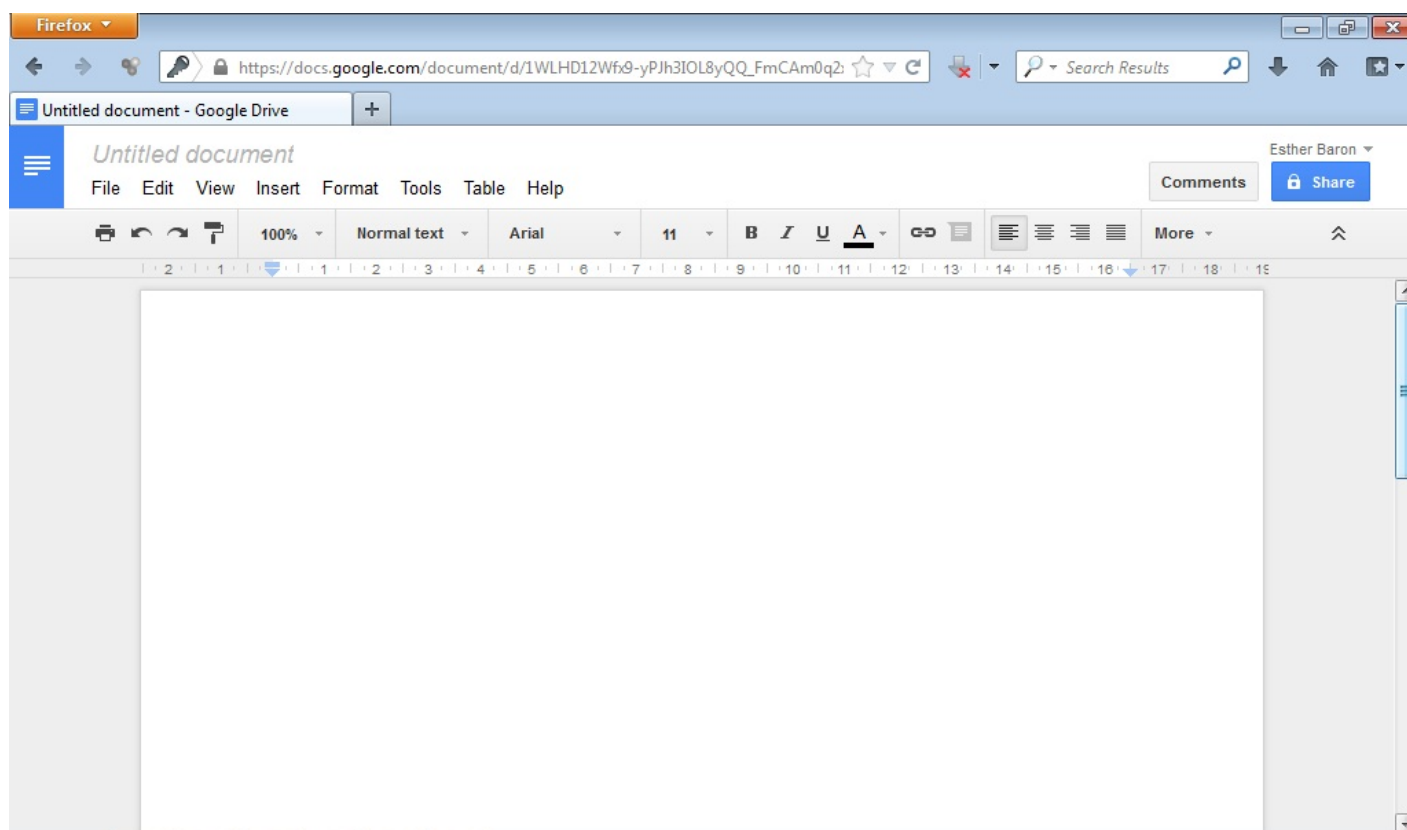 Firefox
https://docs.google.com/document/d/1WLHD12Wfx9-yPJh3IOL8yQQ_FmCAm0q2 Search Results
Untitled document - Google Drive
Esther Baron
Untitled document
File Edit View Insert Format Tools Table Help
Comments Share
100% Normal text Arial 11 B I U A More
2 1 1 2 3 4 5 6 7 8 9 10 11 12 13 14 15 16 17 18 19